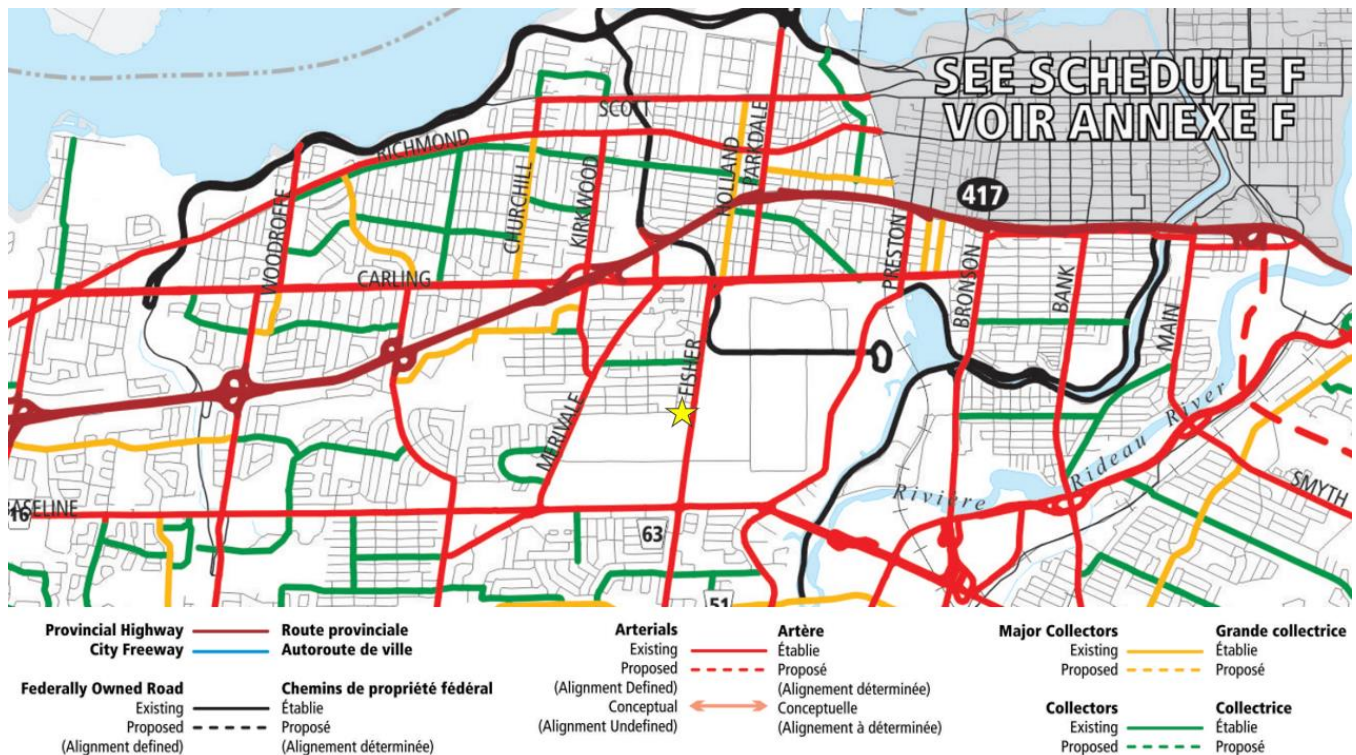 SEE SCHEDULE F
VOIR ANNEXE F
SCOTT
RICHMOND
PARKDALE
HOLLAND
CHURCHILL
KIRKWOOD
WOODROFFE
417
PRESTON
CARLING
BRONSON
BANK
MAIN
FISHER
MERIVALE
Rideau River
Rivière
SMYTH
BASELINE
16
63
51
Provincial Highway
Route provinciale
City Freeway
Autoroute de ville
Federally Owned Road
Chemins de propriété fédéral
Existing
Établie
Proposed
Proposé
(Alignment defined)
(Alignement déterminée)
Arterials
Artère
Existing
Établie
Proposed
Proposé
(Alignment Defined)
(Alignement déterminée)
Conceptual
Conceptuelle
(Alignment Undefined)
(Alignement à déterminée)
Major Collectors
Grande collectrice
Existing
Établie
Proposed
Proposé
Collectors
Collectrice
Existing
Établie
Proposed
Proposé